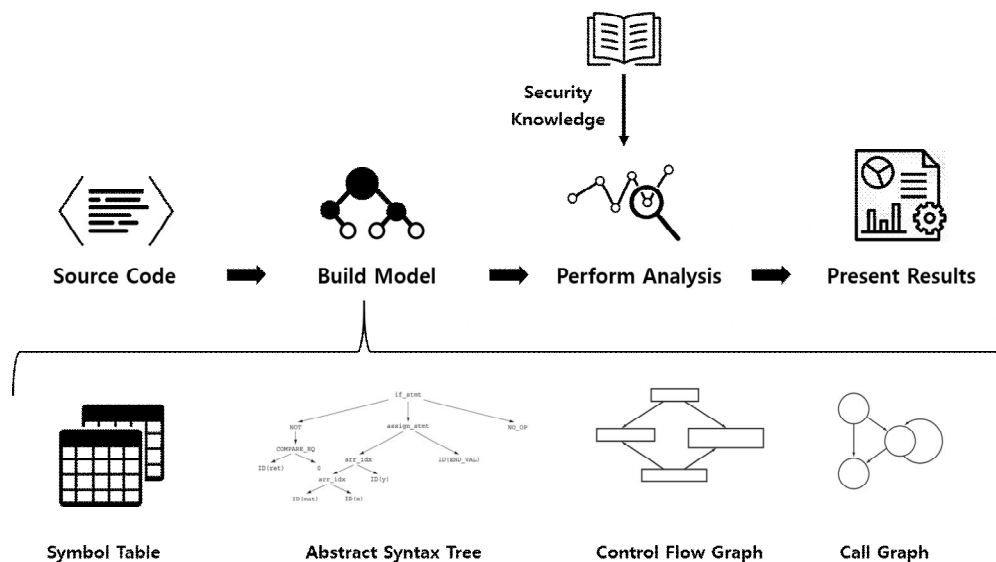 Security
Knowledge
Source Code
Build Model
Perform Analysis
Present Results
if_stmt
NOT
assign_stmt
NO_OP
COMPARE_EQ
arr_idx
ID(END_VAL)
ID(ret)
0
arr_idx
ID(y)
ID(mat)
ID(x)
Symbol Table
Abstract Syntax Tree
Control Flow Graph
Call Graph